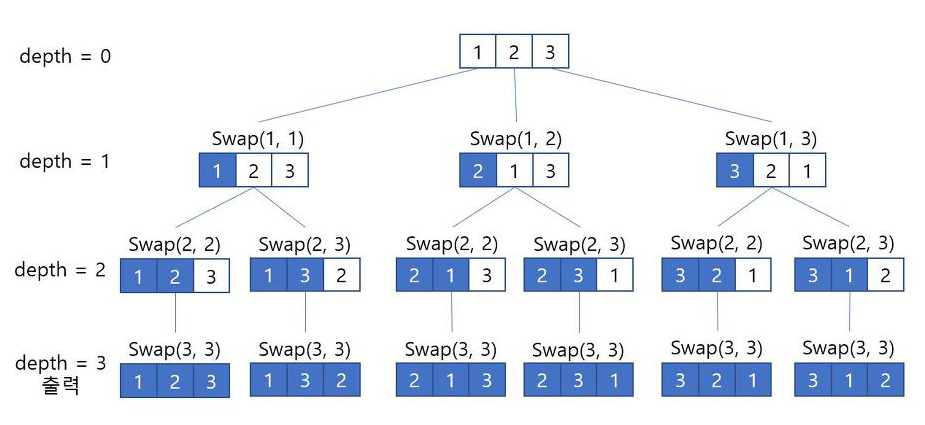 depth = 0
1 2 3
Swap(1, 1) Swap(1, 2) Swap(1, 3)
depth = 1
1 2 3 2 1 3 3 2 1
Swap(2, 2) Swap(2, 3) Swap(2, 2) Swap(2, 3) Swap(2, 2) Swap(2, 3)
depth = 2
1 2 3 1 3 2 2 1 3 2 3 1 3 2 1 3 1 2
Swap(3, 3) Swap(3, 3) Swap(3, 3) Swap(3, 3) Swap(3, 3) Swap(3, 3)
depth = 3
출력
1 2 3 1 3 2 2 1 3 2 3 1 3 2 1 3 1 2